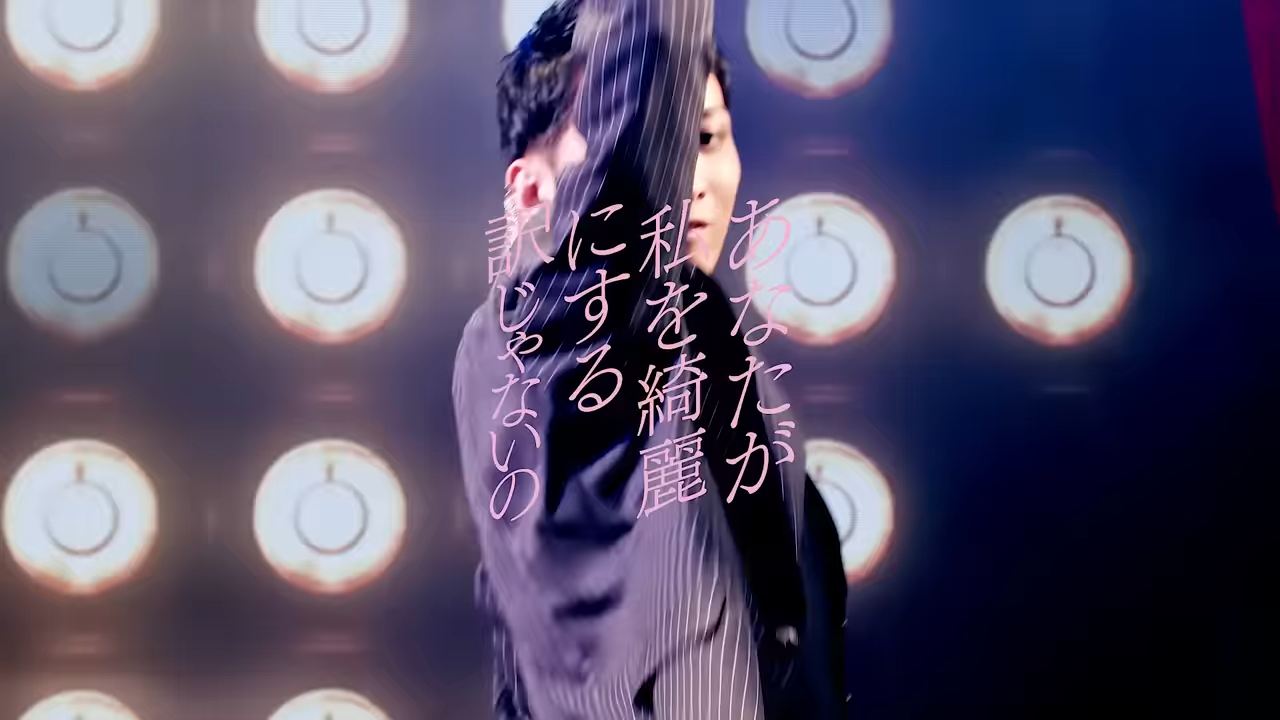 あなたが
私を綺麗
にする
訳じゃないの